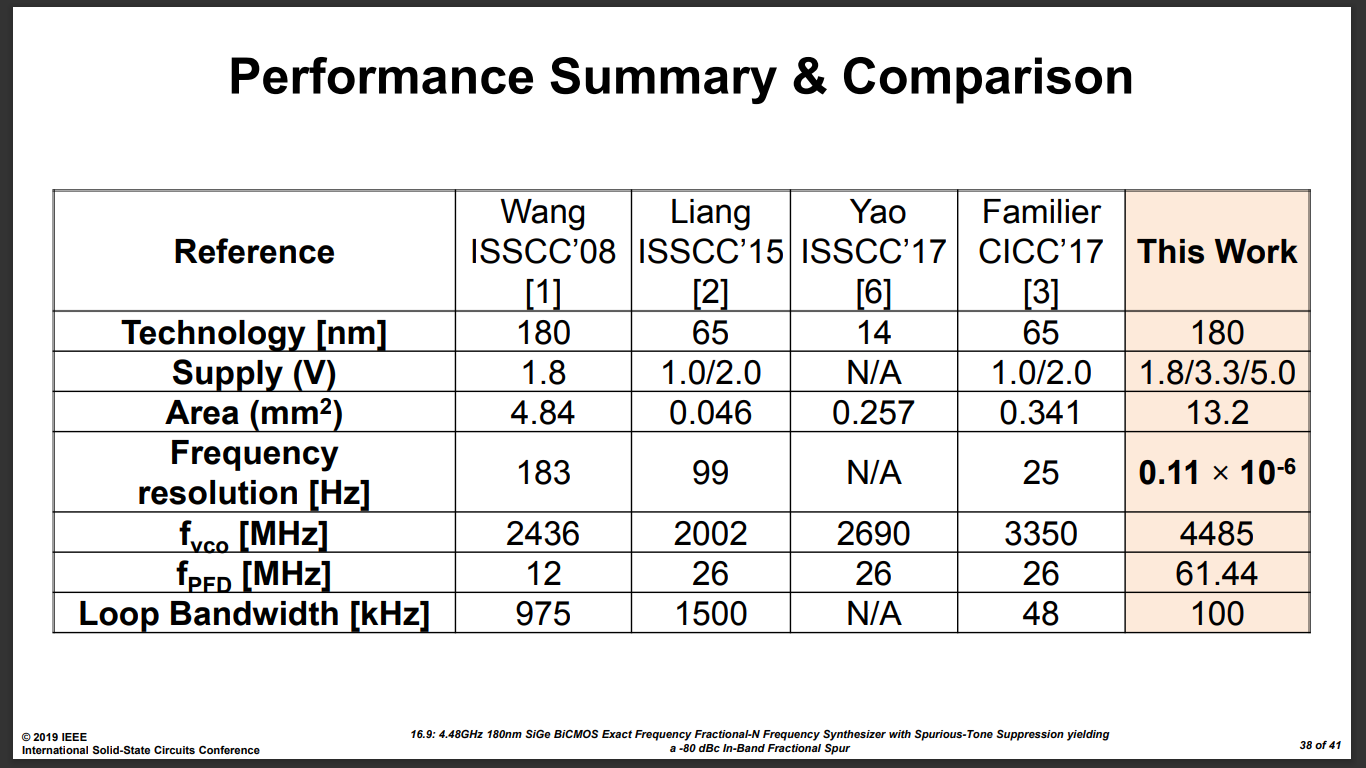 Performance Summary & Comparison
Reference
Wang
ISSCC’08
[1]
Liang
ISSCC’15
[2]
Yao
ISSCC’17
[6]
Familier
CICC’17
[3]
This Work
Technology [nm] 180 65 14 65 180
Supply (V) 1.8 1.0/2.0 N/A 1.0/2.0 1.8/3.3/5.0
Area (mm²) 4.84 0.046 0.257 0.341 13.2
Frequency
resolution [Hz] 183 99 N/A 25 0.11 × 10⁻⁶
fvco [MHz] 2436 2002 2690 3350 4485
fPFD [MHz] 12 26 26 26 61.44
Loop Bandwidth [kHz] 975 1500 N/A 48 100
© 2019 IEEE
International Solid-State Circuits Conference
16.9: 4.48GHz 180nm SiGe BiCMOS Exact Frequency Fractional-N Frequency Synthesizer with Spurious-Tone Suppression yielding
a -80 dBc In-Band Fractional Spur
38 of 41